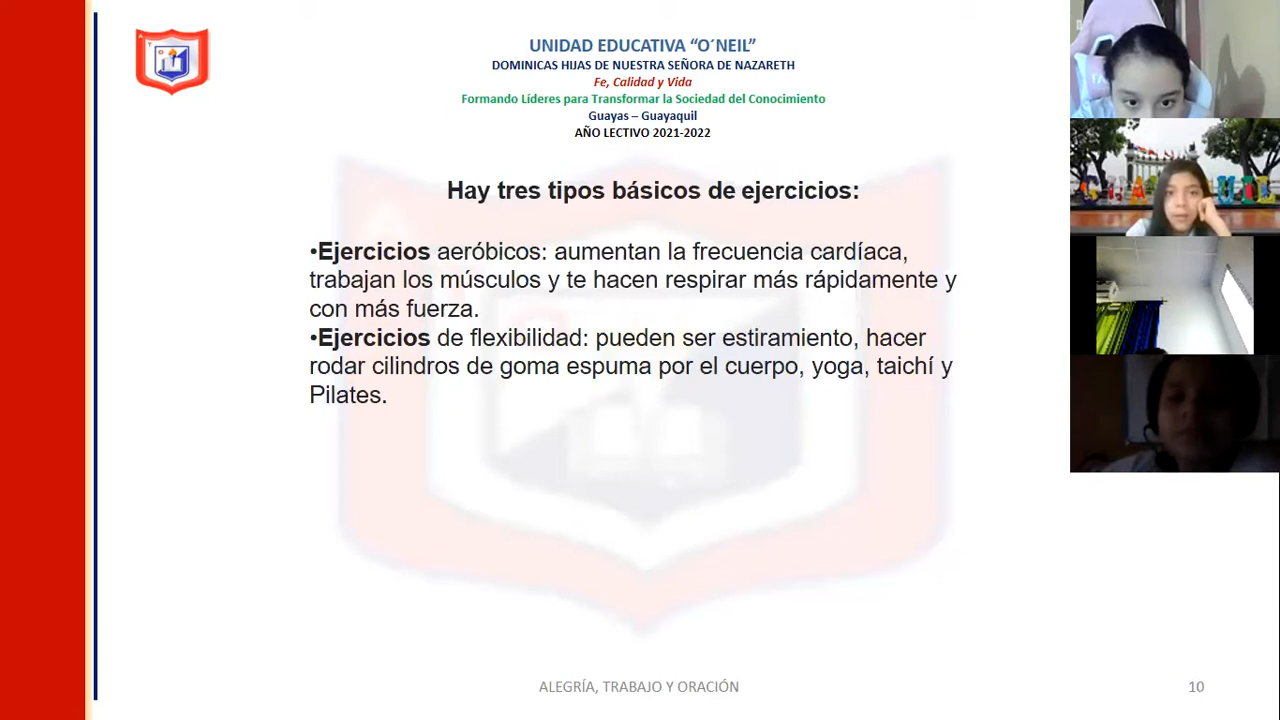 UNIDAD EDUCATIVA “O´NEIL”
DOMINICAS HIJAS DE NUESTRA SEÑORA DE NAZARETH
Fe, Calidad y Vida
Formando Líderes para Transformar la Sociedad del Conocimiento
Guayas – Guayaquil
AÑO LECTIVO 2021-2022
Hay tres tipos básicos de ejercicios:
•Ejercicios aeróbicos: aumentan la frecuencia cardíaca,
trabajan los músculos y te hacen respirar más rápidamente y
con más fuerza.
•Ejercicios de flexibilidad: pueden ser estiramiento, hacer
rodar cilindros de goma espuma por el cuerpo, yoga, taichí y
Pilates.
ALEGRÍA, TRABAJO Y ORACIÓN
10